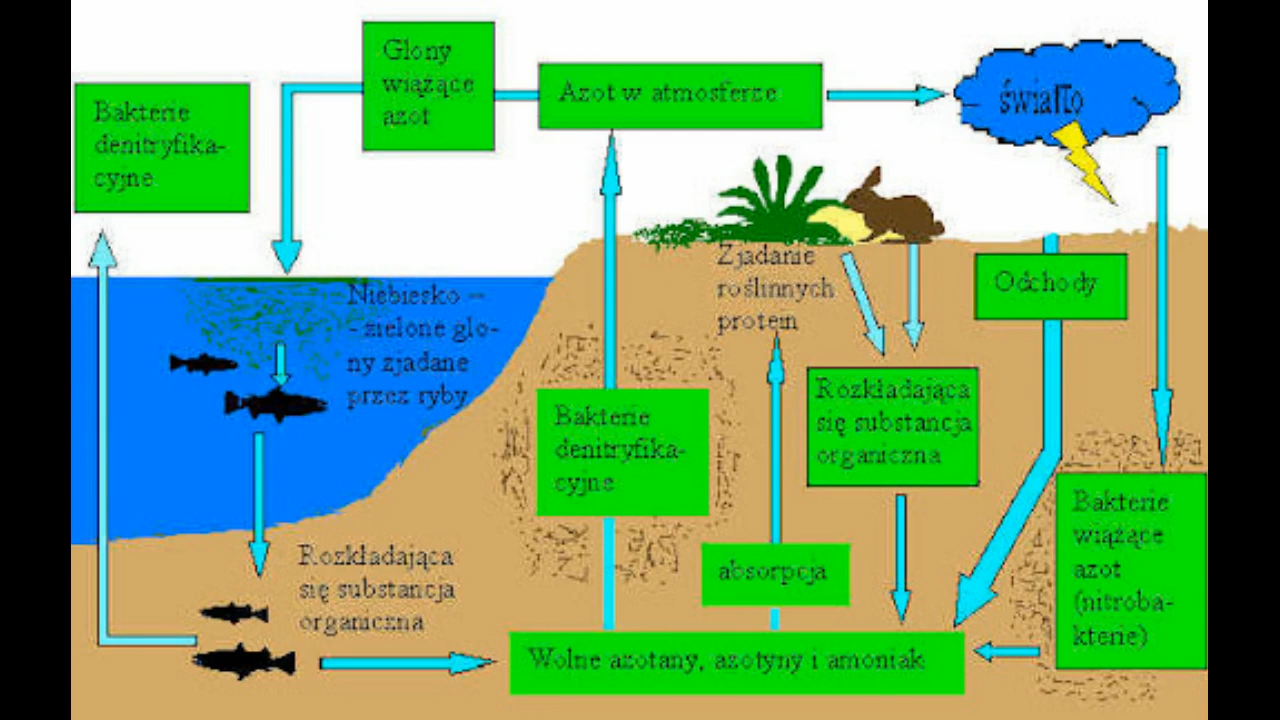 Glony
wiążące
azot
Azot w atmosferze
światło
Bakterie
denitryfika-
cyjne
Niebiesko –
- zielone glo-
ny zjadane
przez ryby
Zjadanie
roślinnych
protein
Odchody
Rozkładająca
się substancja
organiczna
Bakterie
denitryfika-
cyjne
Bakterie
wiążące
azot
(nitroba-
kterie)
absorpcja
Rozkładająca
się substancja
organiczna
Wolne azotany, azotyny i amoniak